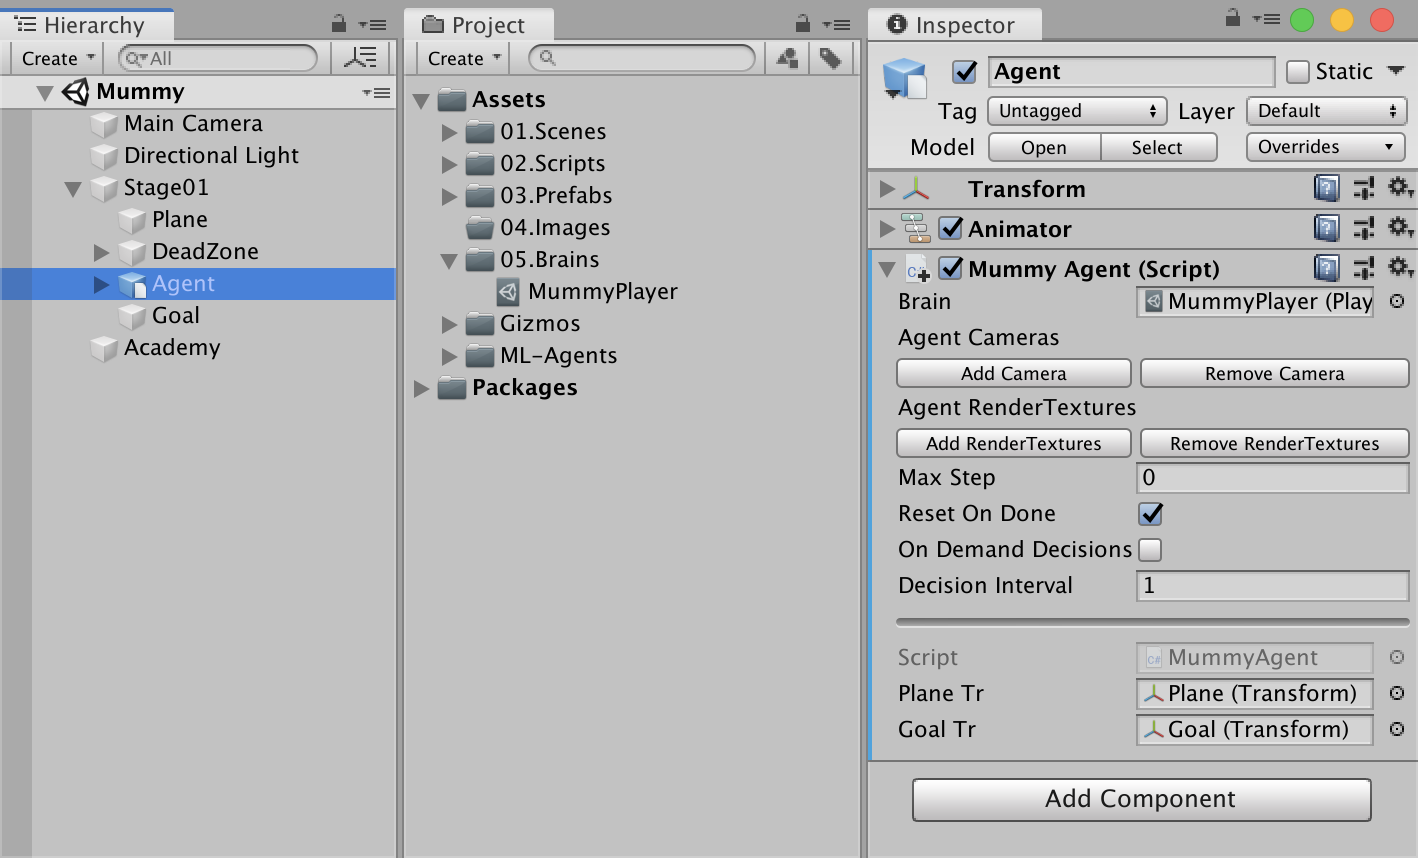 Hierarchy
Create
All
Mummy
Main Camera
Directional Light
Stage01
Plane
DeadZone
Agent
Goal
Academy
Project
Create
Assets
01.Scenes
02.Scripts
03.Prefabs
04.Images
05.Brains
MummyPlayer
Gizmos
ML-Agents
Packages
Inspector
Agent Static
Tag Untagged Layer Default
Model Open Select Overrides
Transform
Animator
Mummy Agent (Script)
Brain MummyPlayer (Play
Agent Cameras
Add Camera Remove Camera
Agent RenderTextures
Add RenderTextures Remove RenderTextures
Max Step 0
Reset On Done
On Demand Decisions
Decision Interval 1
Script C# MummyAgent
Plane Tr Plane (Transform)
Goal Tr Goal (Transform)
Add Component